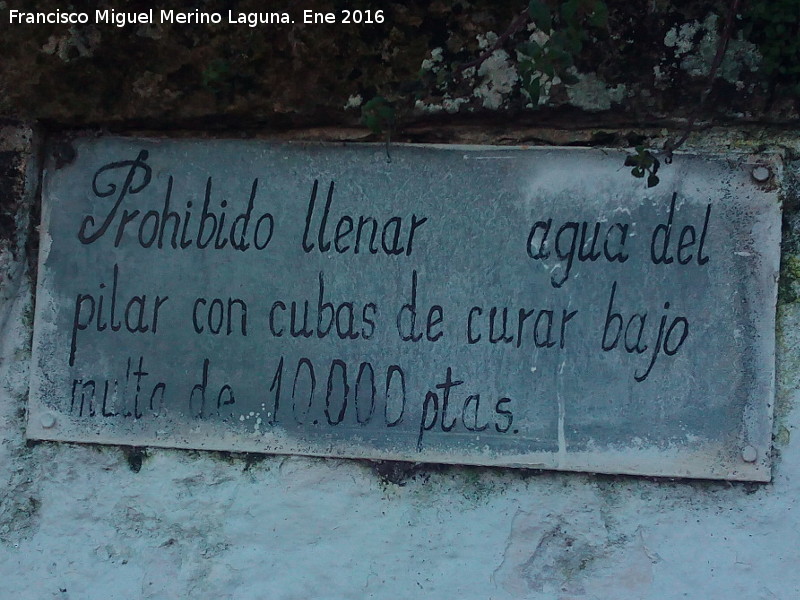 Francisco Miguel Merino Laguna. Ene 2016
Prohibido llenar agua del
pilar con cubas de curar bajo
multa de 10.000 ptas.